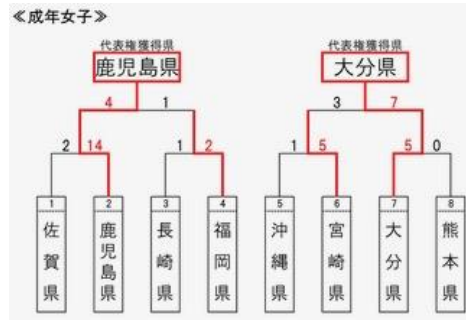 ≪成年女子≫
代表権獲得県 代表権獲得県
鹿児島県 大分県
4 1 3 7
2 14 1 2 1 5 5 0
1 2 3 4 5 6 7 8
佐賀県
鹿児島県
長崎県
福岡県
沖縄県
宮崎県
大分県
熊本県